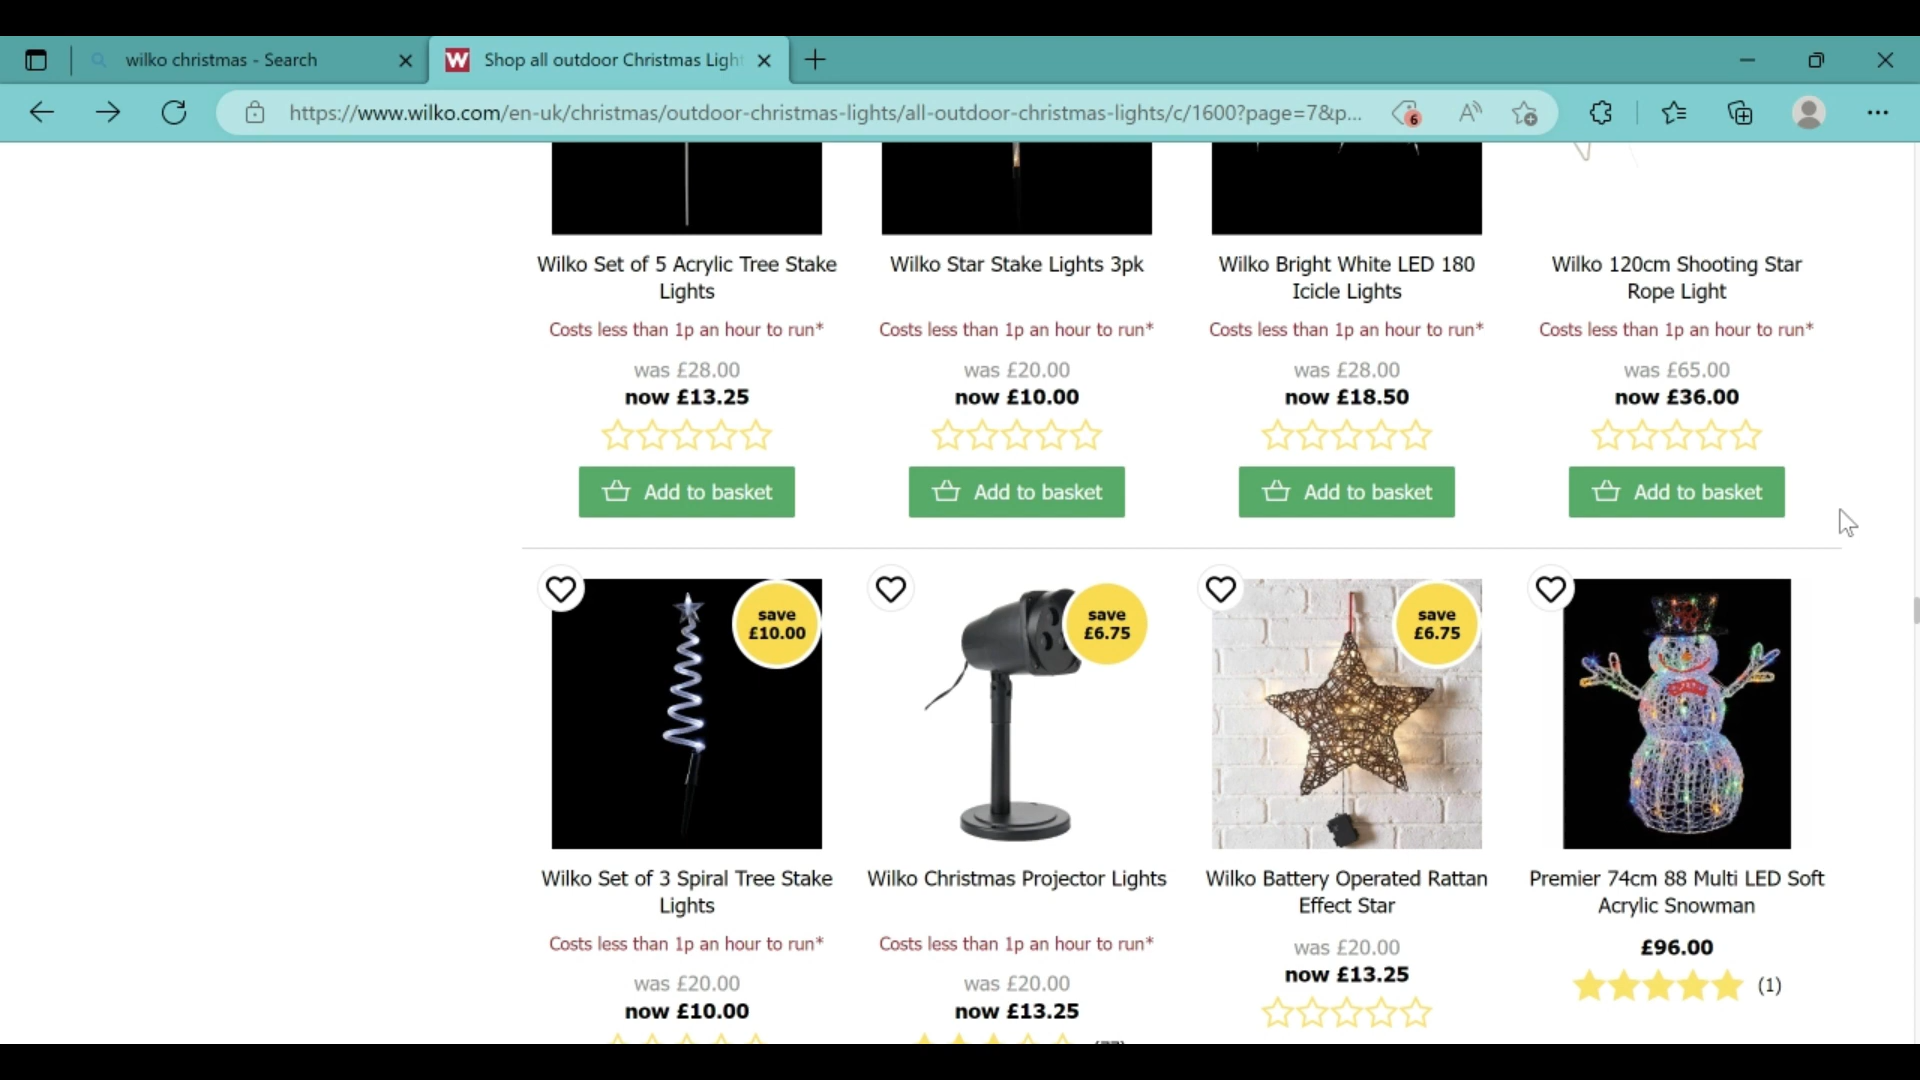 wilko christmas - Search
W Shop all outdoor Christmas Ligh
https://www.wilko.com/en-uk/christmas/outdoor-christmas-lights/all-outdoor-christmas-lights/c/1600?page=7&p...
6
Wilko Set of 5 Acrylic Tree Stake
Lights
Costs less than 1p an hour to run*
was £28.00
now £13.25
Add to basket
Wilko Star Stake Lights 3pk
Costs less than 1p an hour to run*
was £20.00
now £10.00
Add to basket
Wilko Bright White LED 180
Icicle Lights
Costs less than 1p an hour to run*
was £28.00
now £18.50
Add to basket
Wilko 120cm Shooting Star
Rope Light
Costs less than 1p an hour to run*
was £65.00
now £36.00
Add to basket
save
£10.00
Wilko Set of 3 Spiral Tree Stake
Lights
Costs less than 1p an hour to run*
was £20.00
now £10.00
save
£6.75
Wilko Christmas Projector Lights
Costs less than 1p an hour to run*
was £20.00
now £13.25
save
£6.75
Wilko Battery Operated Rattan
Effect Star
was £20.00
now £13.25
Premier 74cm 88 Multi LED Soft
Acrylic Snowman
£96.00
(1)